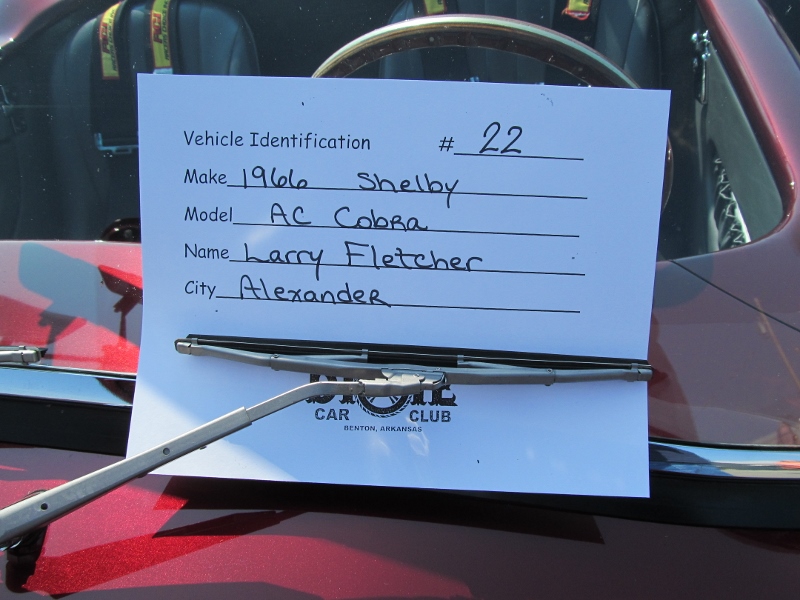 Vehicle Identification # 22
Make 1966 Shelby
Model AC Cobra
Name Larry Fletcher
City Alexander
CAR CLUB
BENTON, ARKANSAS